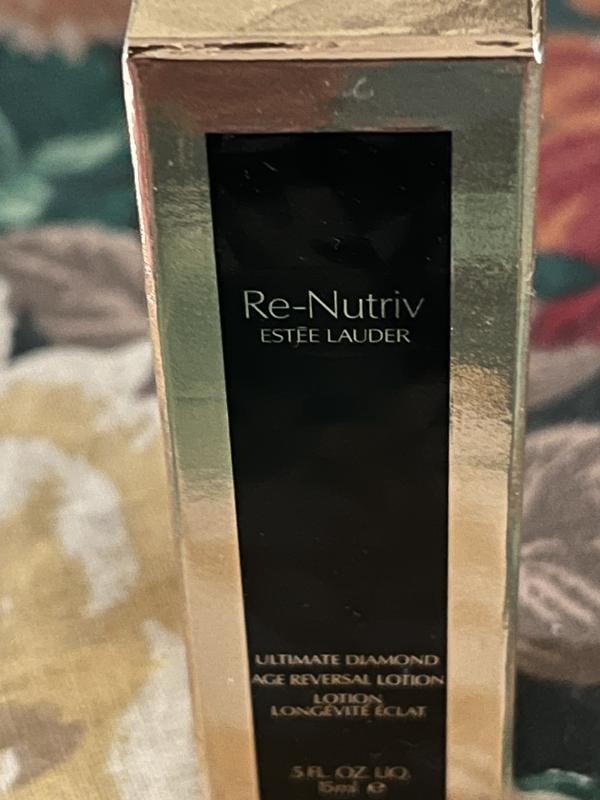 Re-Nutriv
ESTĒE LAUDER
ULTIMATE DIAMOND
AGE REVERSAL LOTION
LOTION
LONGÉVITÉ ÉCLAT
.5 FL. OZ. LIQ.
15ml ℮